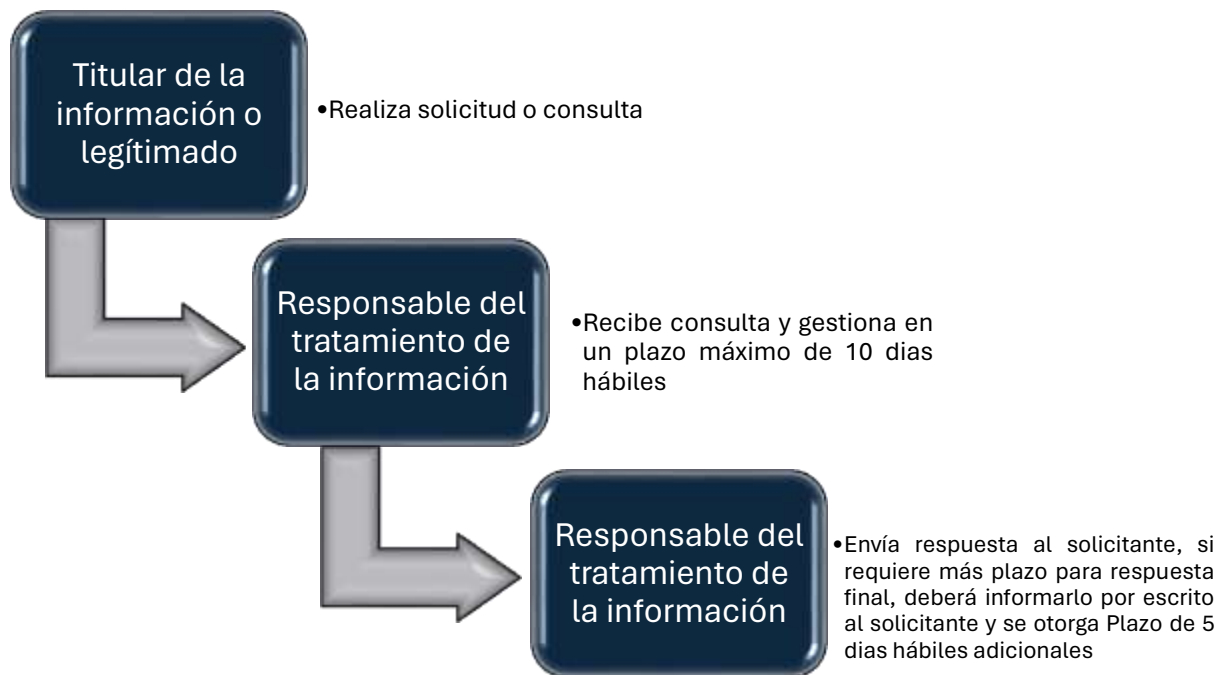 Titular de la
información o
legítimado
•Realiza solicitud o consulta
Responsable del
tratamiento de
la información
•Recibe consulta y gestiona en
un plazo máximo de 10 dias
hábiles
Responsable del
tratamiento de
la información
•Envía respuesta al solicitante, si
requiere más plazo para respuesta
final, deberá informarlo por escrito
al solicitante y se otorga Plazo de 5
dias hábiles adicionales